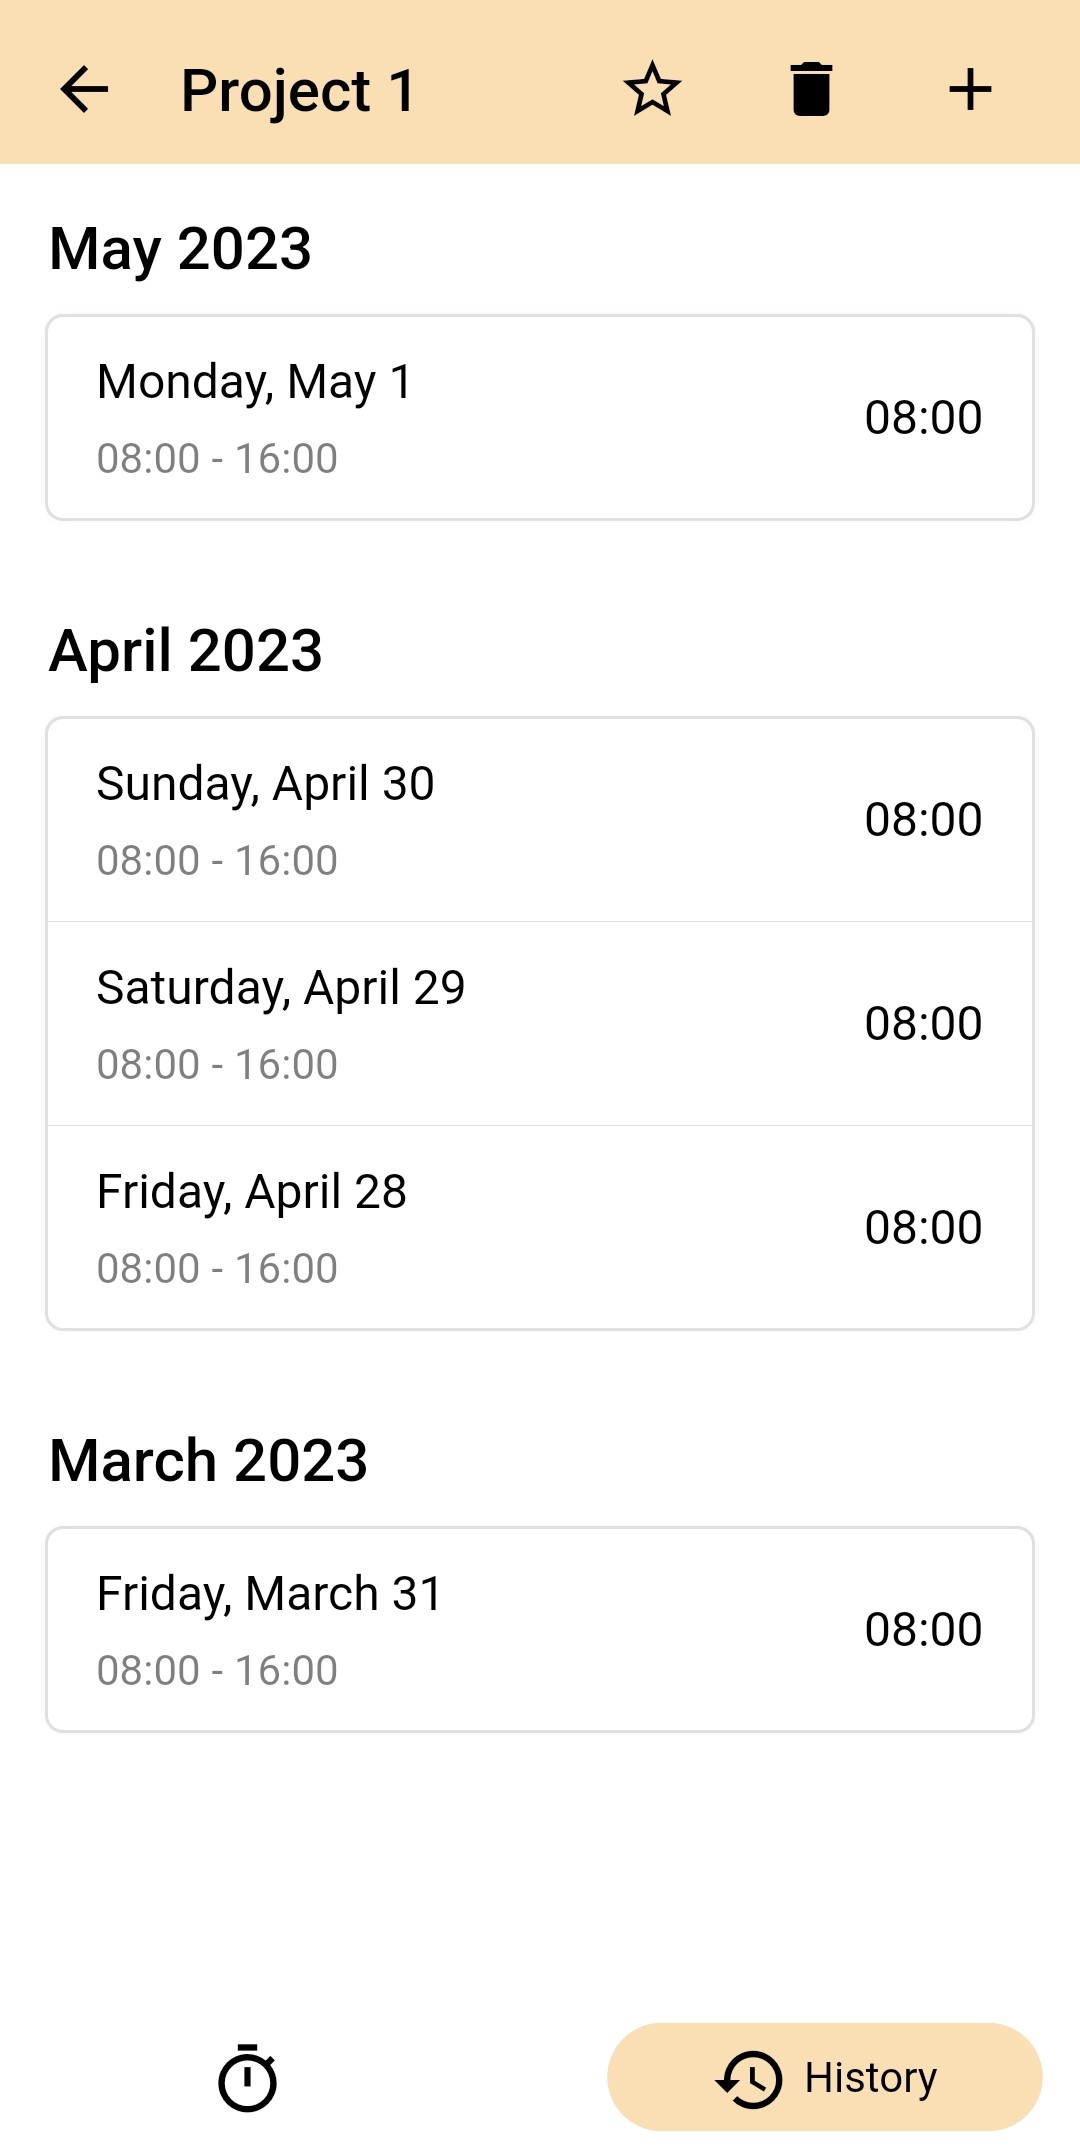 Project 1
May 2023
Monday, May 1
08:00 - 16:00
08:00
April 2023
Sunday, April 30
08:00 - 16:00
08:00
Saturday, April 29
08:00 - 16:00
08:00
Friday, April 28
08:00 - 16:00
08:00
March 2023
Friday, March 31
08:00 - 16:00
08:00
History